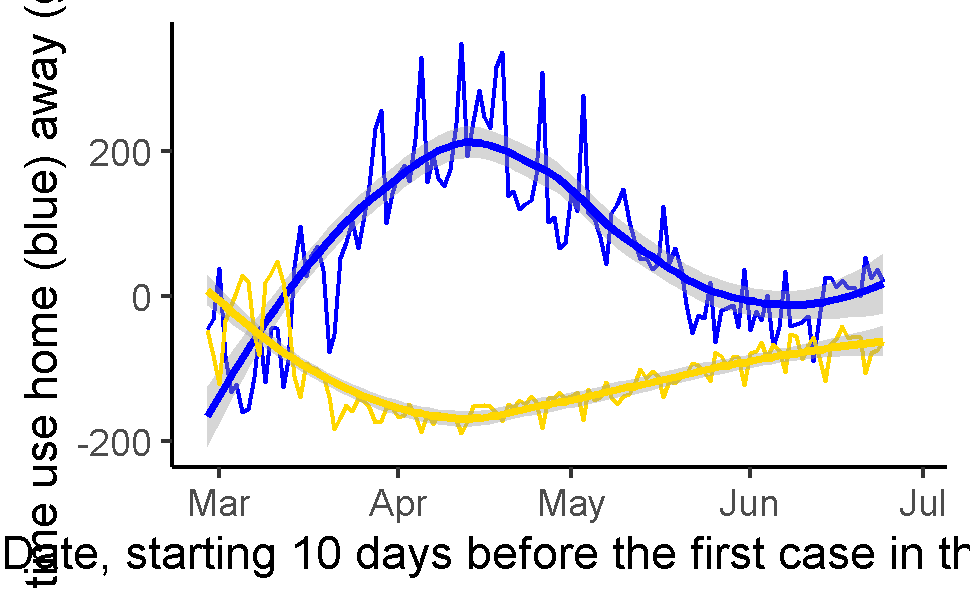 time use home (blue) away (
200
0
-200
Mar Apr May Jun Jul
Date, starting 10 days before the first case in th